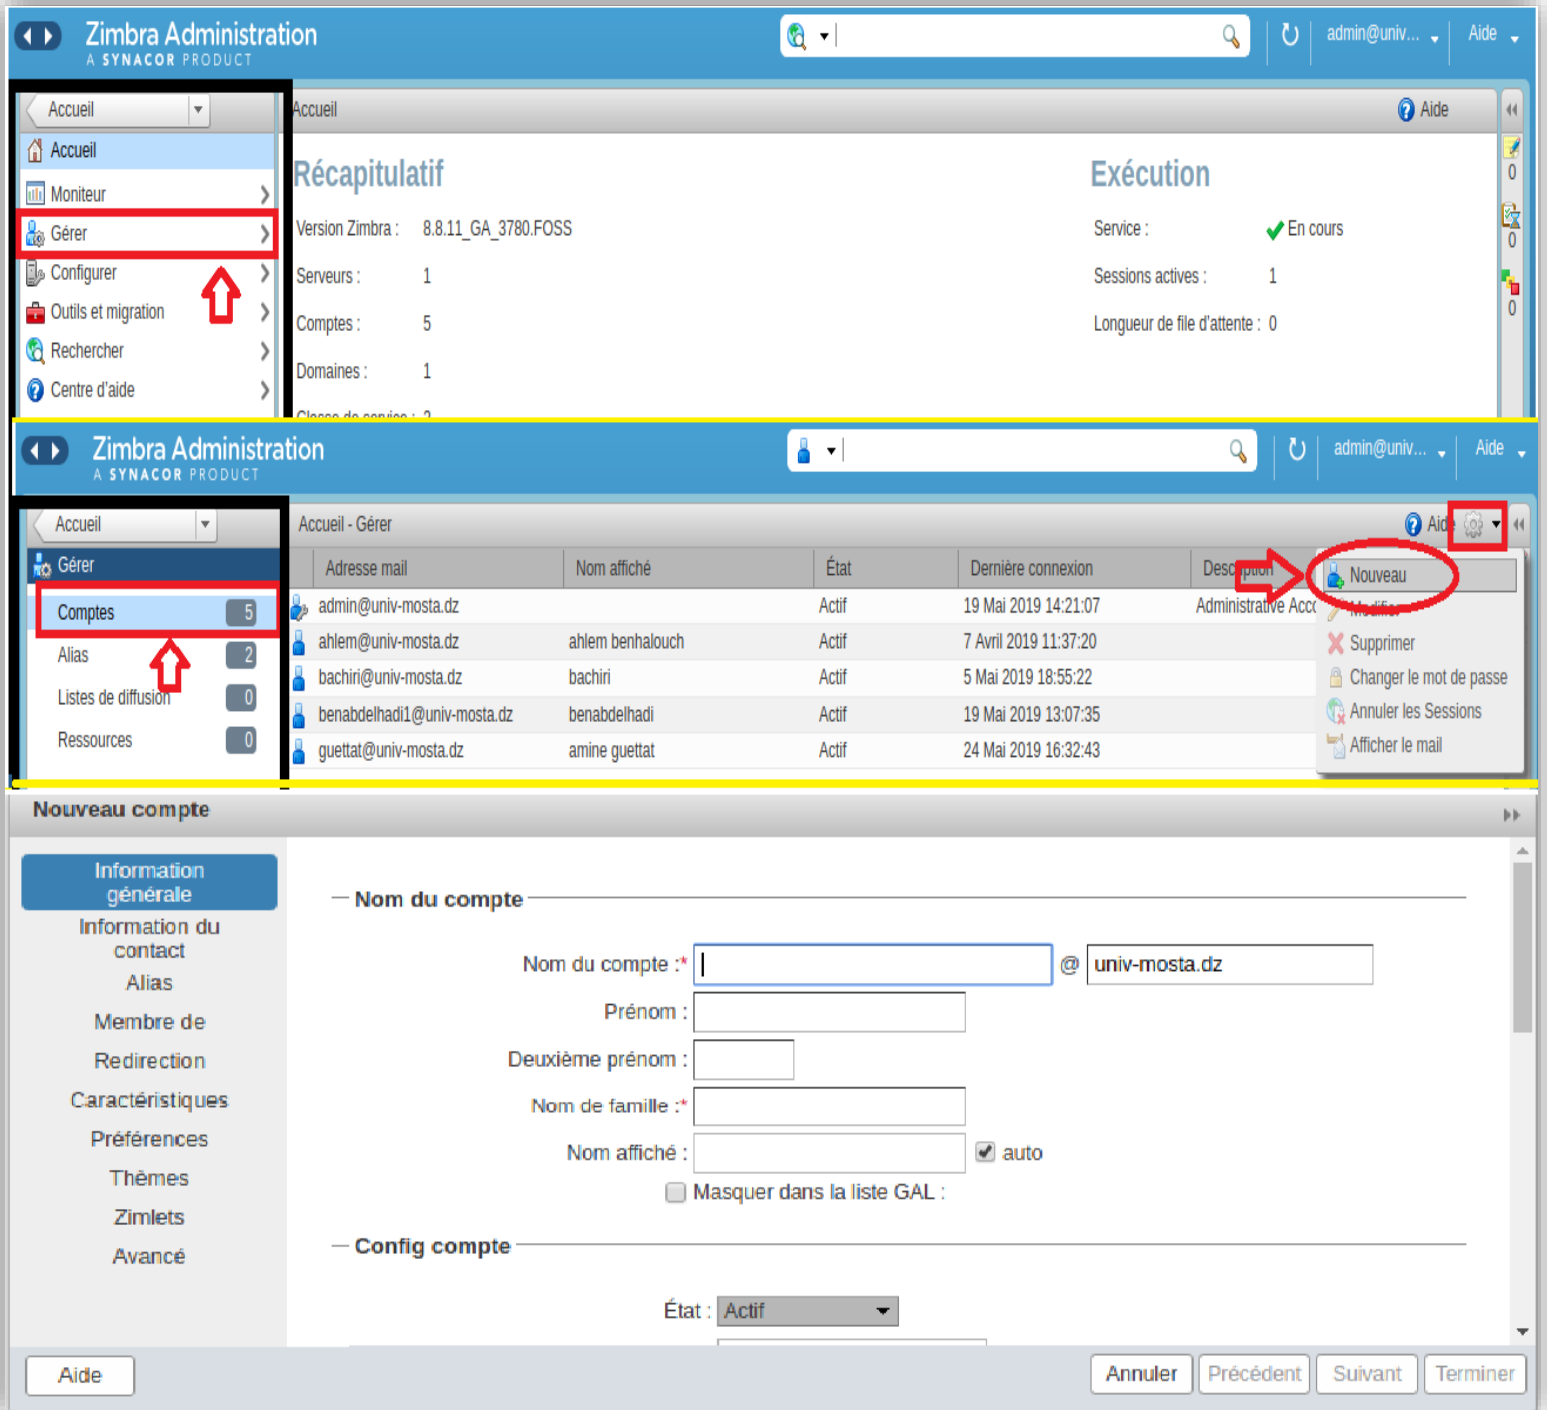 Zimbra Administration
A SYNACOR PRODUCT
admin@univ...
Aide
Accueil
Accueil
Aide
Accueil
Moniteur
Gérer
Configurer
Outils et migration
Rechercher
Centre d'aide
Récapitulatif
Version Zimbra : 8.8.11_GA_3780.FOSS
Serveurs : 1
Comptes : 5
Domaines : 1
Classe de service : 2
Exécution
Service : En cours
Sessions actives : 1
Longueur de file d'attente : 0
0
0
0
Zimbra Administration
A SYNACOR PRODUCT
admin@univ...
Aide
Accueil
Accueil - Gérer
Aide
Gérer
Comptes 5
Alias 2
Listes de diffusion 0
Ressources 0
Adresse mail Nom affiché État Dernière connexion Description
admin@univ-mosta.dz Actif 19 Mai 2019 14:21:07 Administrative Acco
ahlem@univ-mosta.dz ahlem benhalouch Actif 7 Avril 2019 11:37:20
bachiri@univ-mosta.dz bachiri Actif 5 Mai 2019 18:55:22
benabdelhadi1@univ-mosta.dz benabdelhadi Actif 19 Mai 2019 13:07:35
guettat@univ-mosta.dz amine guettat Actif 24 Mai 2019 16:32:43
Nouveau
Modifier
Supprimer
Changer le mot de passe
Annuler les Sessions
Afficher le mail
Nouveau compte
Information
générale
Information du
contact
Alias
Membre de
Redirection
Caractéristiques
Préférences
Thèmes
Zimlets
Avancé
Nom du compte
Nom du compte :* @ univ-mosta.dz
Prénom :
Deuxième prénom :
Nom de famille :*
Nom affiché : auto
Masquer dans la liste GAL :
Config compte
État : Actif
Aide
Annuler
Précédent
Suivant
Terminer